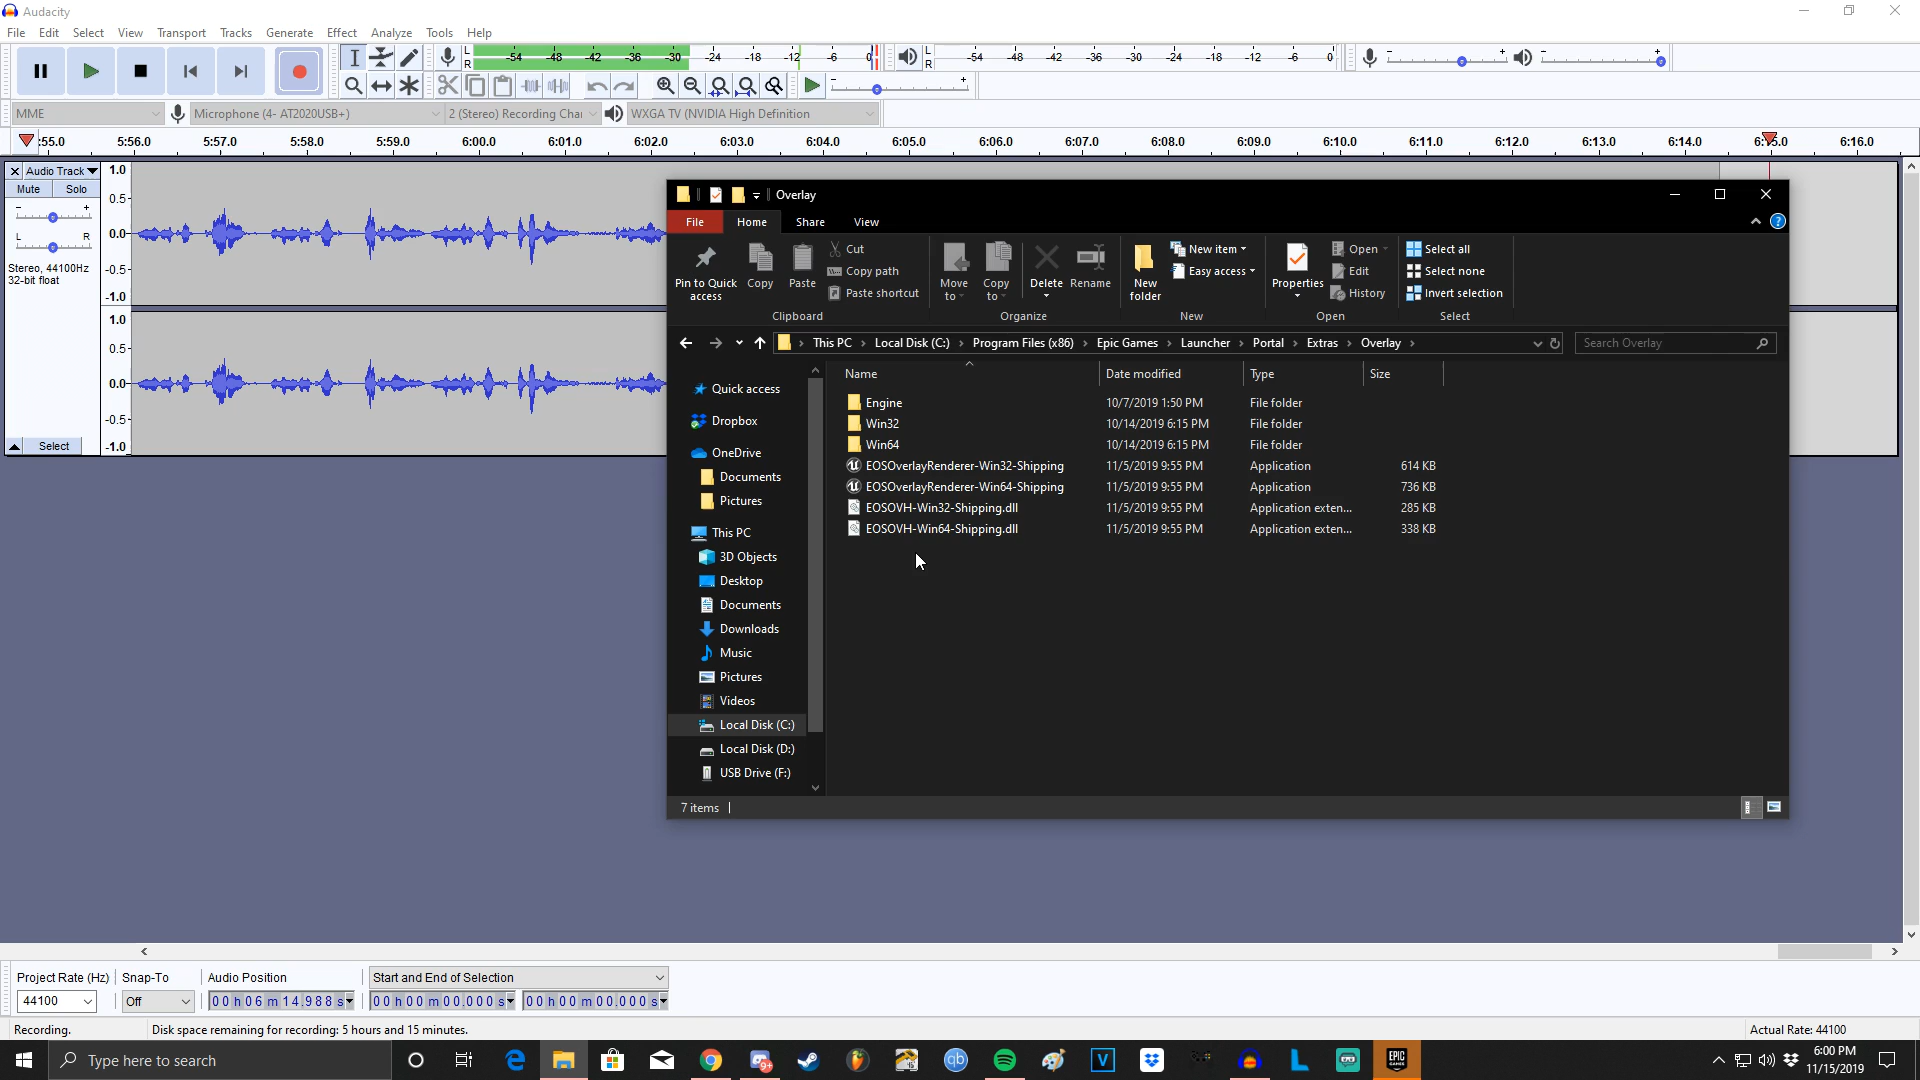 Audacity
File Edit Select View Transport Tracks Generate Effect Analyze Tools Help
L R -54 -48 -42 -36 -30 -24 -18 -12 -6 0
L R -54 -48 -42 -36 -30 -24 -18 -12 -6 0
- +
- +
- +
MME
Microphone (4- AT2020USB+)
2 (Stereo) Recording Char
WXGA TV (NVIDIA High Definition
:55.0 5:56.0 5:57.0 5:58.0 5:59.0 6:00.0 6:01.0 6:02.0 6:03.0 6:04.0 6:05.0 6:06.0 6:07.0 6:08.0 6:09.0 6:10.0 6:11.0 6:12.0 6:13.0 6:14.0 6:15.0 6:16.0
Audio Track
Mute Solo
- +
L R
Stereo, 44100Hz
32-bit float
Select
1.0
0.5-
0.0-
-0.5-
-1.0
1.0
0.5-
0.0-
-0.5-
-1.0
Overlay
File Home Share View
Pin to Quick access
Copy
Paste
Cut
Copy path
Paste shortcut
Clipboard
Move to
Copy to
Delete
Rename
Organize
New folder
New item
Easy access
New
Properties
Open
Edit
History
Open
Select all
Select none
Invert selection
Select
This PC > Local Disk (C:) > Program Files (x86) > Epic Games > Launcher > Portal > Extras > Overlay >
Search Overlay
Quick access
Dropbox
OneDrive
Documents
Pictures
This PC
3D Objects
Desktop
Documents
Downloads
Music
Pictures
Videos
Local Disk (C:)
Local Disk (D:)
USB Drive (F:)
Name Date modified Type Size
Engine 10/7/2019 1:50 PM File folder
Win32 10/14/2019 6:15 PM File folder
Win64 10/14/2019 6:15 PM File folder
EOSOverlayRenderer-Win32-Shipping 11/5/2019 9:55 PM Application 614 KB
EOSOverlayRenderer-Win64-Shipping 11/5/2019 9:55 PM Application 736 KB
EOSOVH-Win32-Shipping.dll 11/5/2019 9:55 PM Application exten... 285 KB
EOSOVH-Win64-Shipping.dll 11/5/2019 9:55 PM Application exten... 338 KB
7 items
Project Rate (Hz) Snap-To Audio Position Start and End of Selection
44100 Off 00 h 06 m 14.988 s 00 h 00 m 00.000 s 00 h 00 m 00.000 s
Recording. Disk space remaining for recording: 5 hours and 15 minutes. Actual Rate: 44100
Type here to search
EPIC GAMES
6:00 PM
11/15/2019